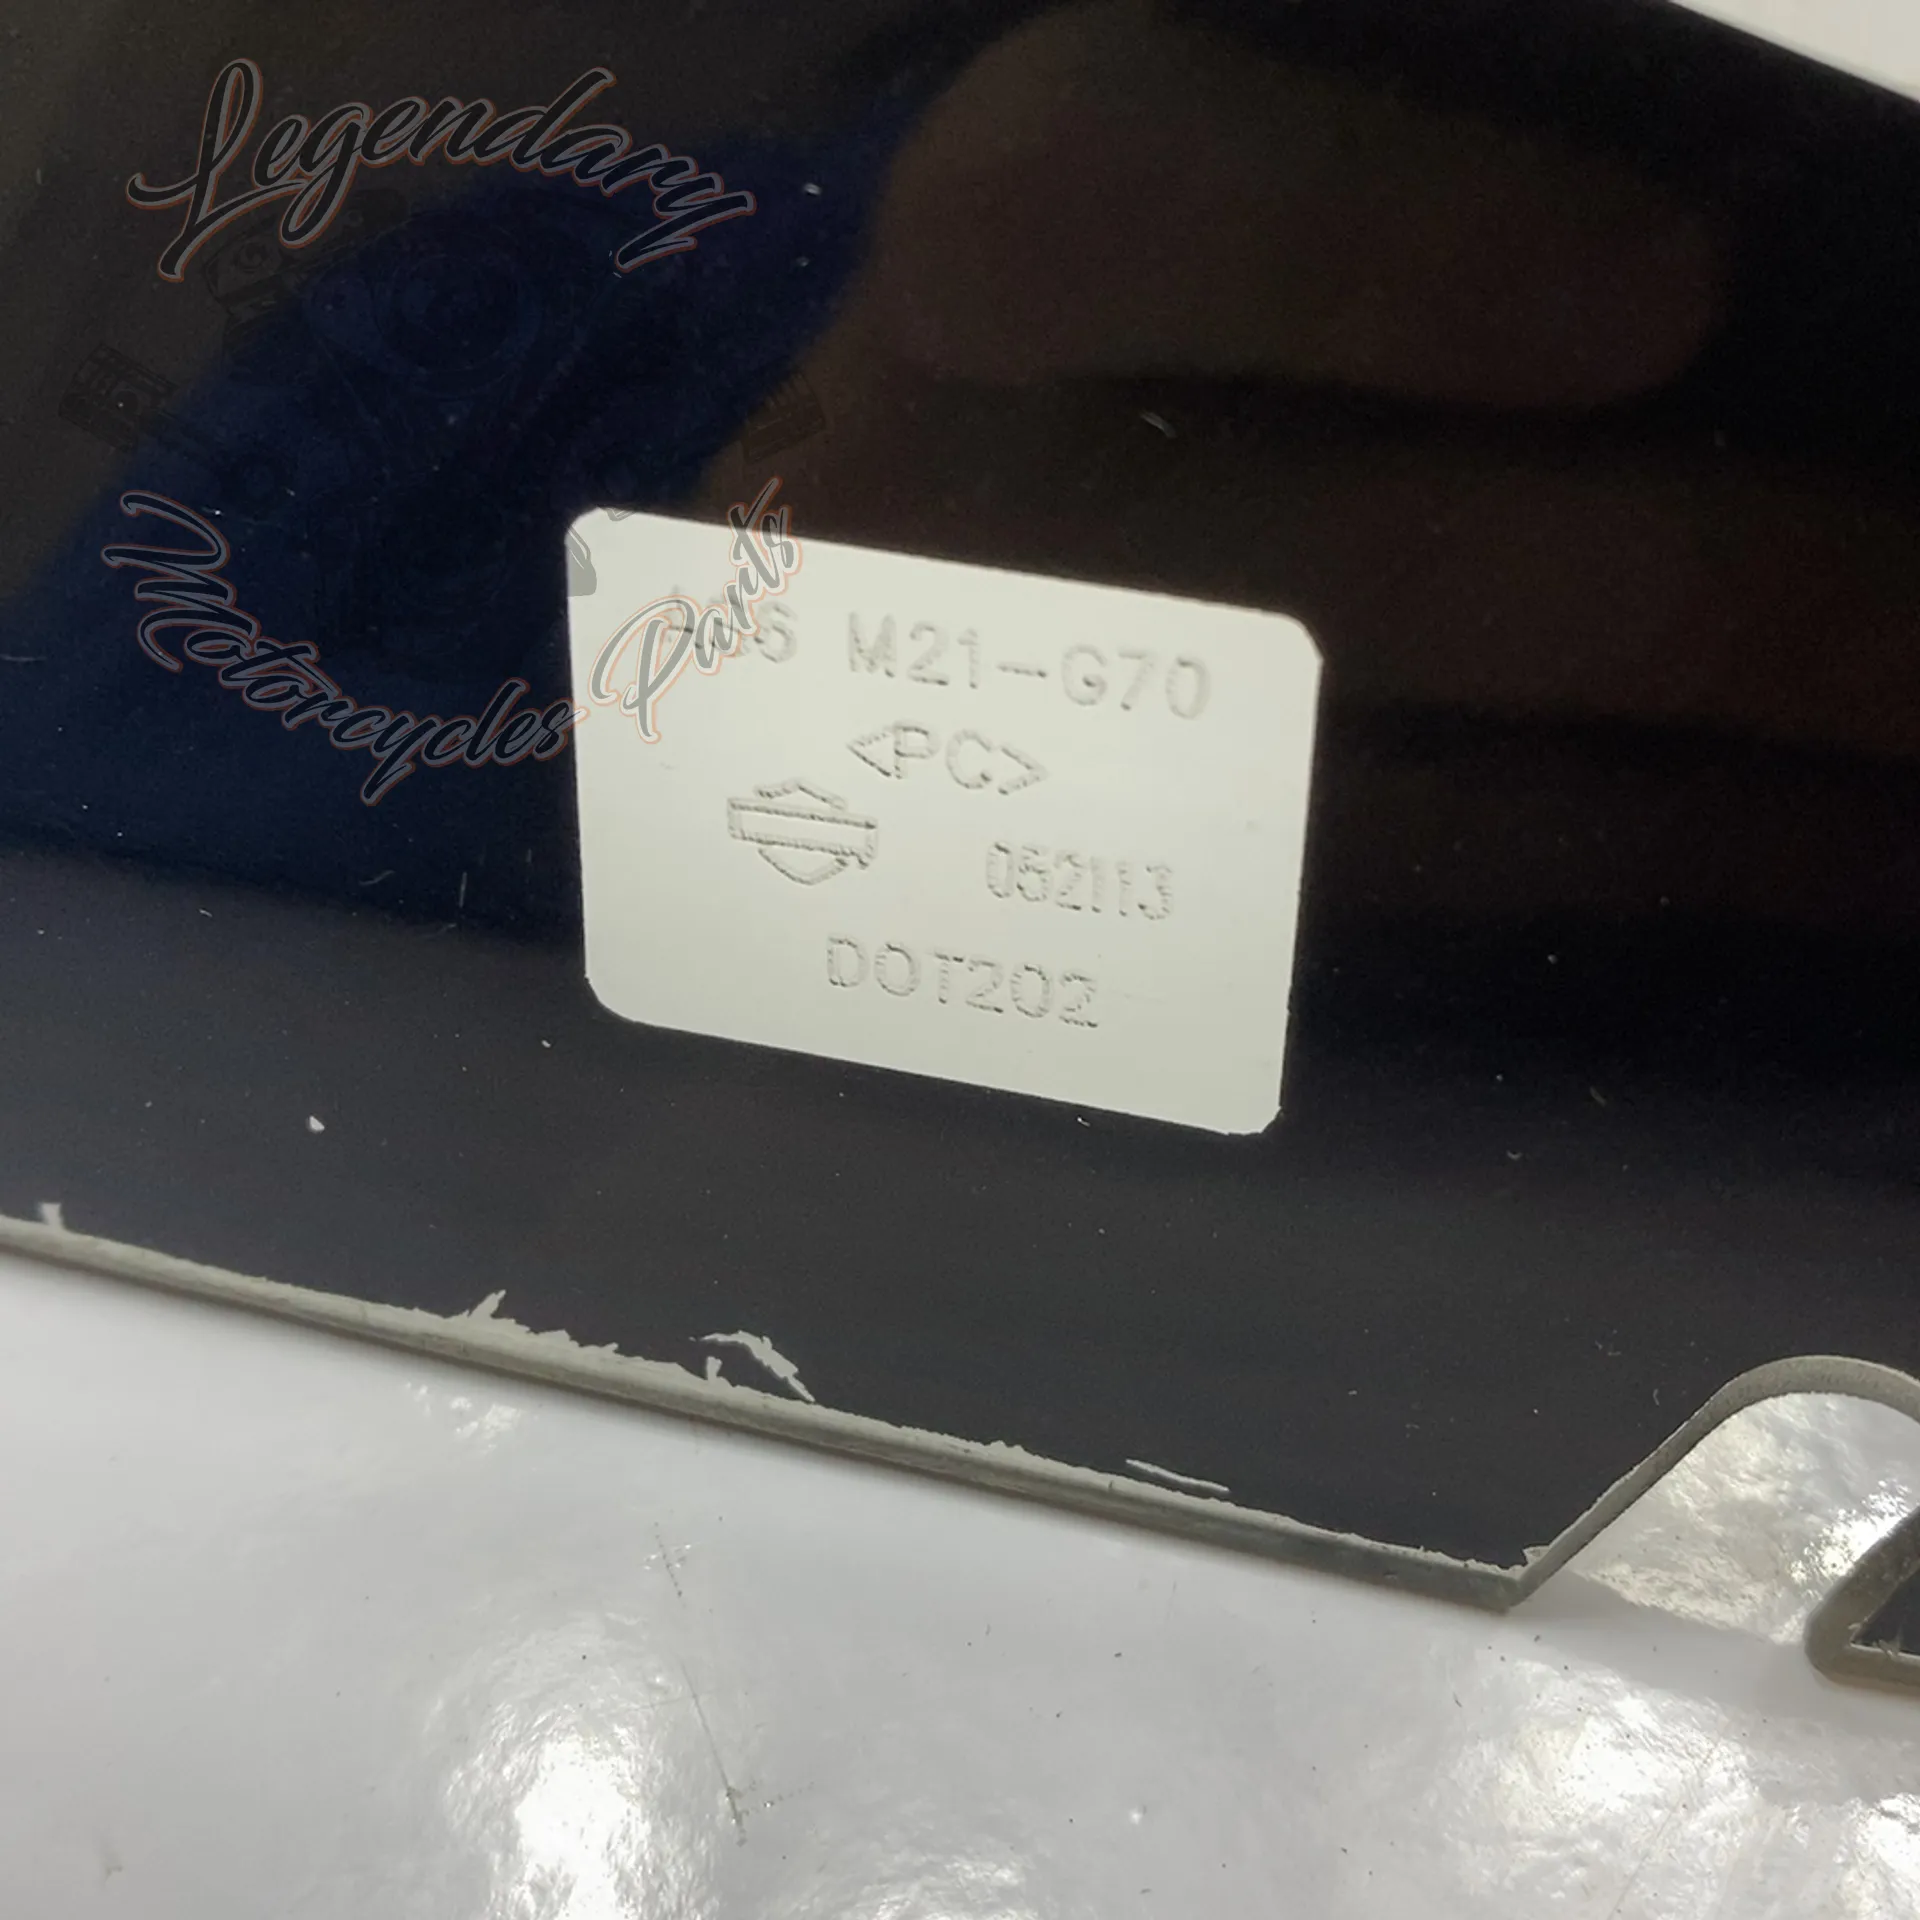 Legendary
Motorcycles Parts
M21-G70
<PC>
052113
DOT202